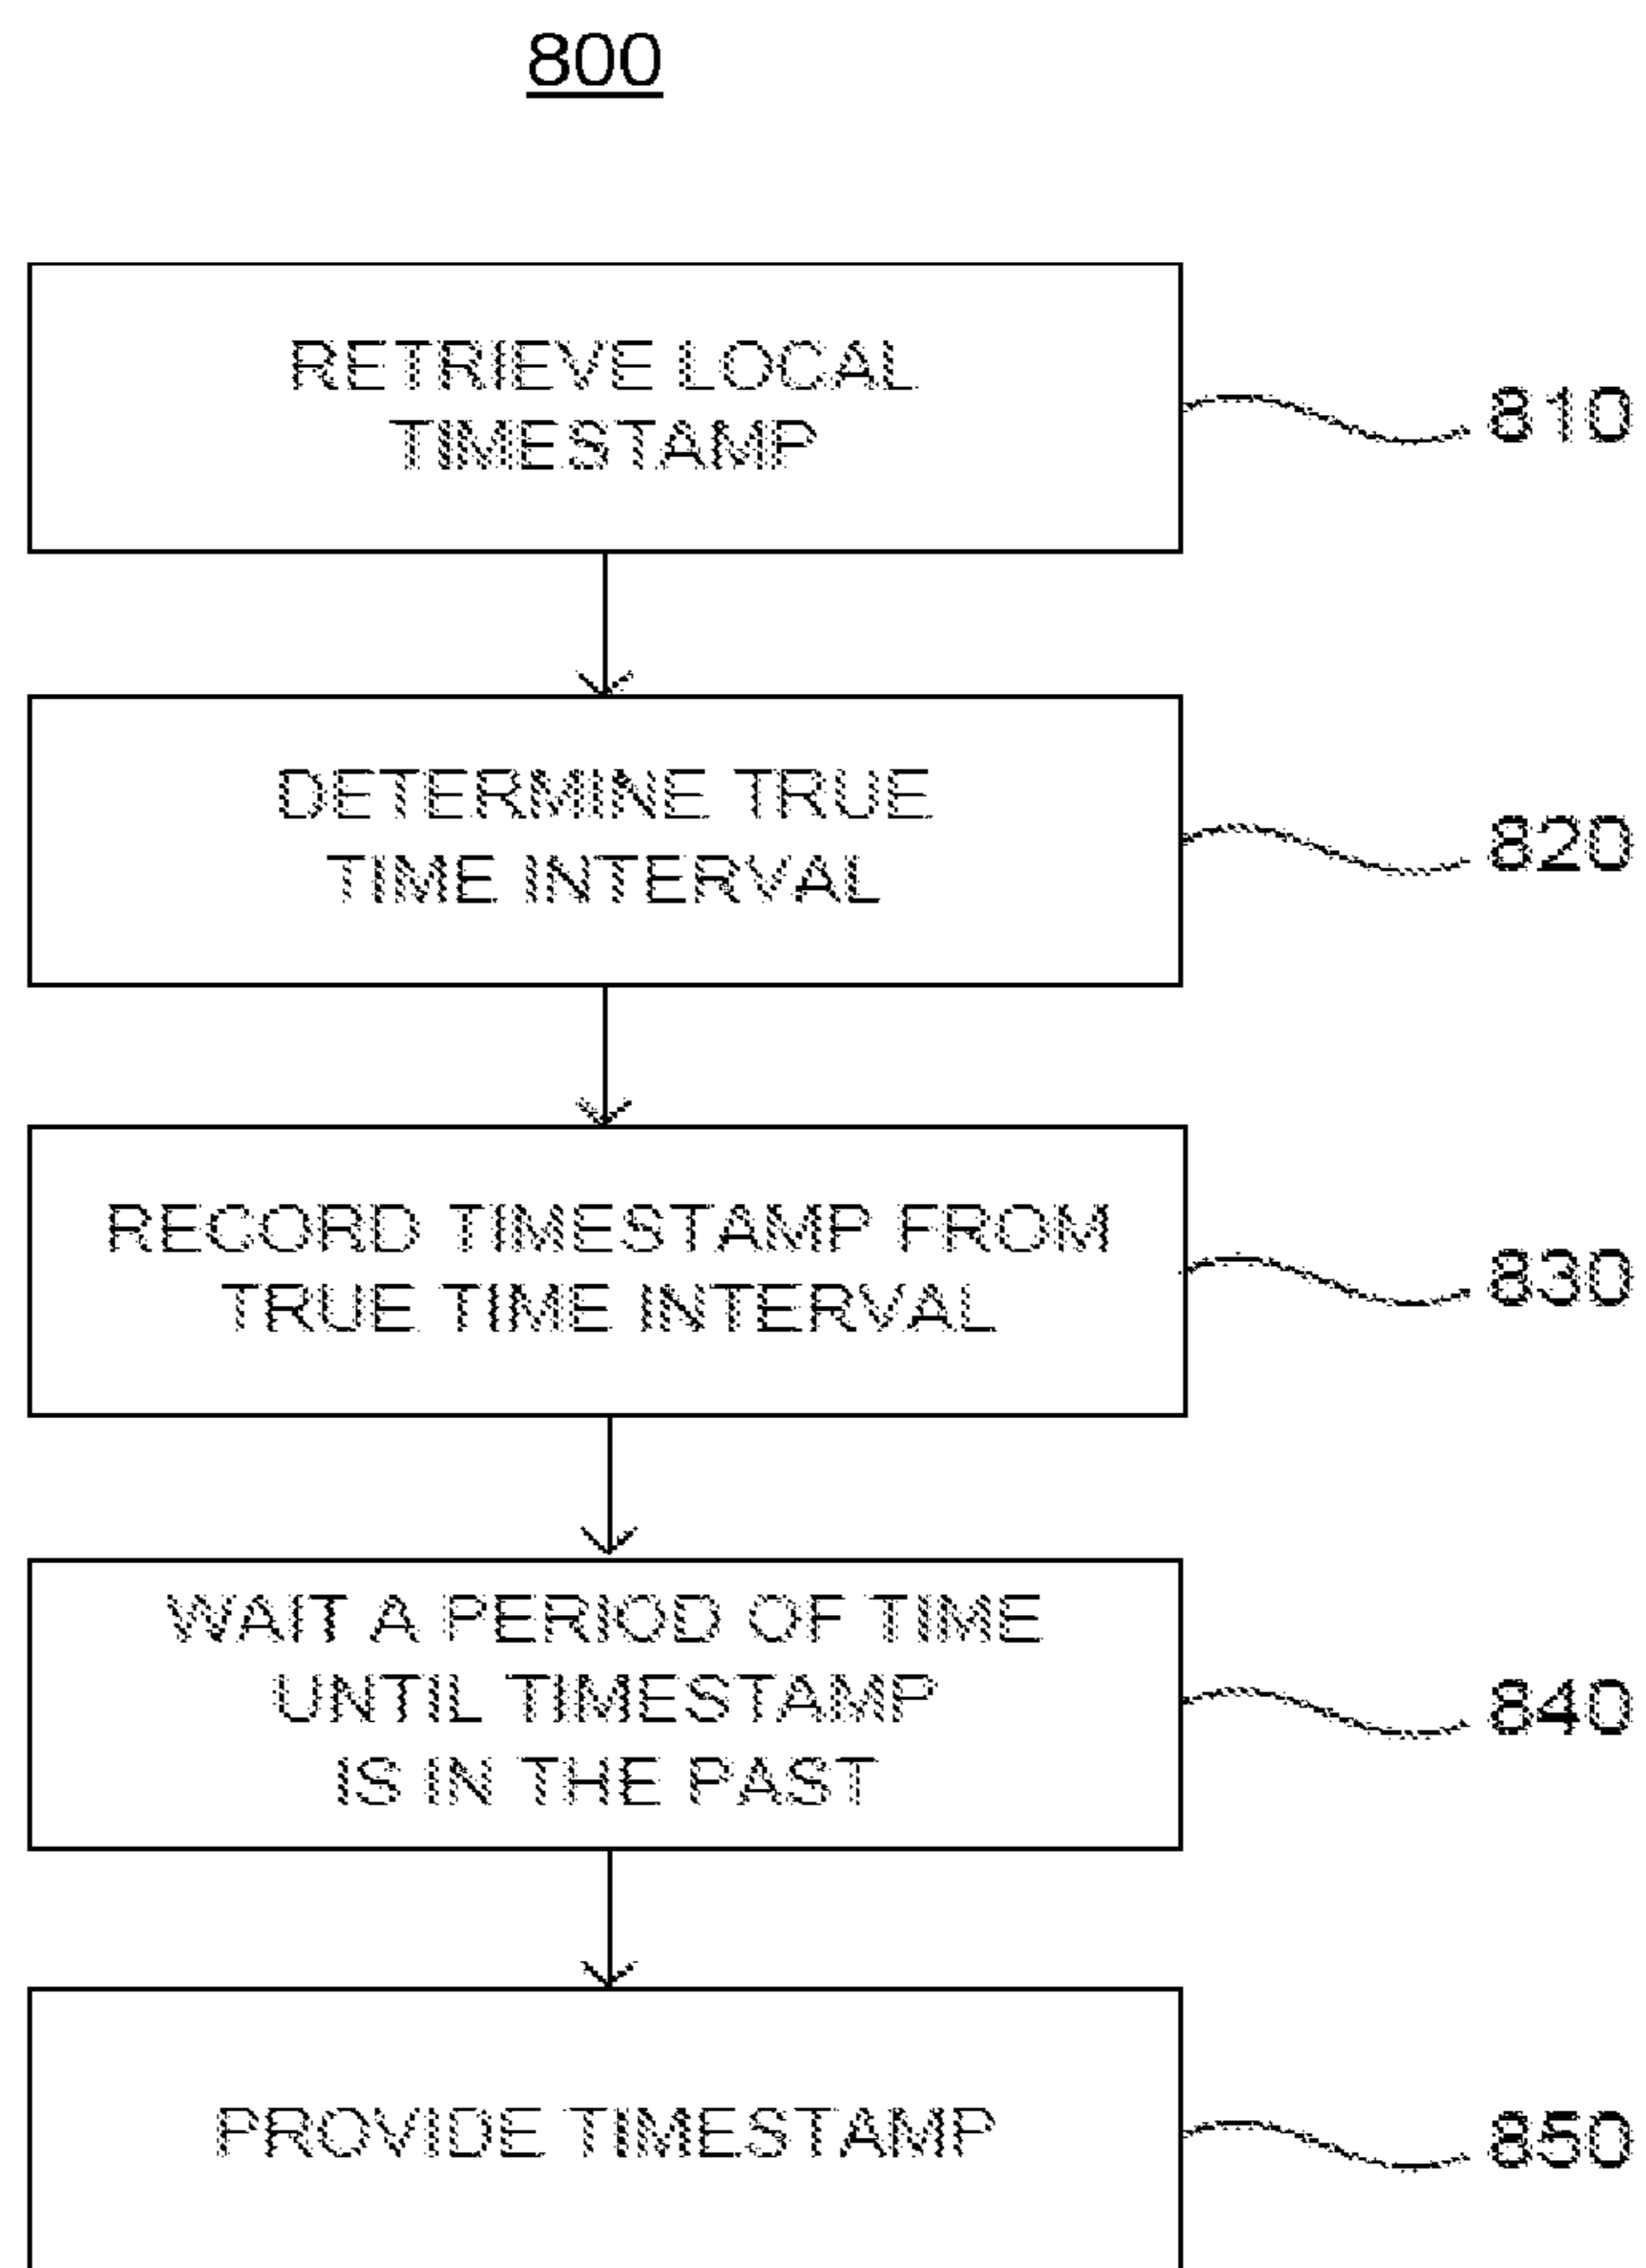 800
RETRIEVE LOCAL
TIMESTAMP
810
DETERMINE TRUE
TIME INTERVAL
820
RECORD TIMESTAMP FROM
TRUE TIME INTERVAL
830
WAIT A PERIOD OF TIME
UNTIL TIMESTAMP
IS IN THE PAST
840
PROVIDE TIMESTAMP
850